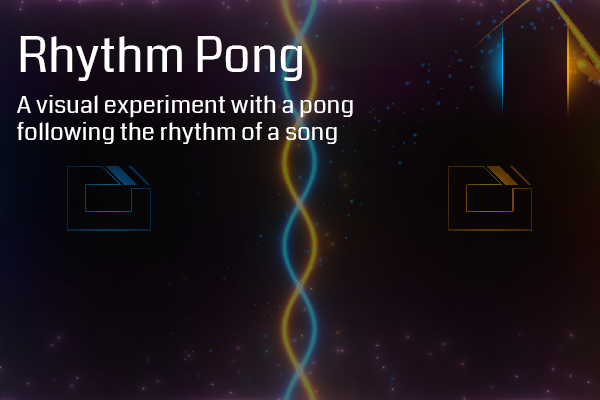 Rhythm Pong
A visual experiment with a pong
following the rhythm of a song